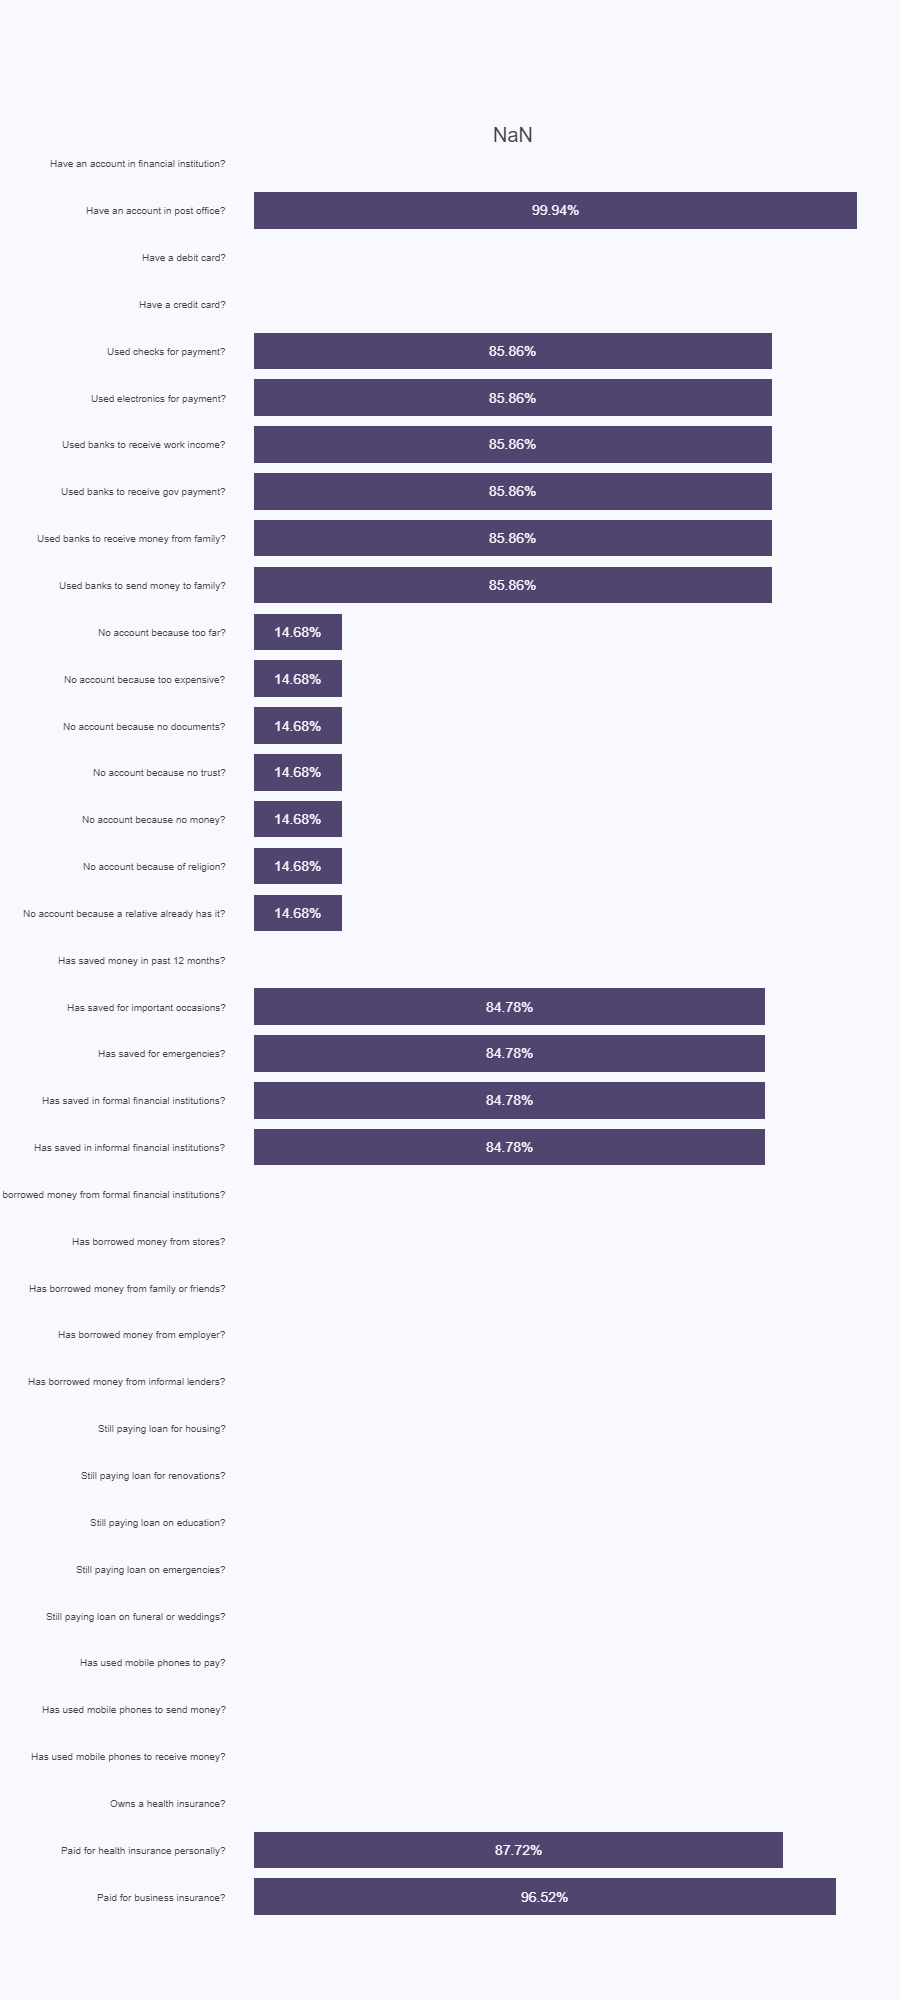 NaN
Have an account in financial institution?
Have an account in post office?
99.94%
Have a debit card?
Have a credit card?
Used checks for payment?
85.86%
Used electronics for payment?
85.86%
Used banks to receive work income?
85.86%
Used banks to receive gov payment?
85.86%
Used banks to receive money from family?
85.86%
Used banks to send money to family?
85.86%
No account because too far?
14.68%
No account because too expensive?
14.68%
No account because no documents?
14.68%
No account because no trust?
14.68%
No account because no money?
14.68%
No account because of religion?
14.68%
No account because a relative already has it?
14.68%
Has saved money in past 12 months?
Has saved for important occasions?
84.78%
Has saved for emergencies?
84.78%
Has saved in formal financial institutions?
84.78%
Has saved in informal financial institutions?
84.78%
borrowed money from formal financial institutions?
Has borrowed money from stores?
Has borrowed money from family or friends?
Has borrowed money from employer?
Has borrowed money from informal lenders?
Still paying loan for housing?
Still paying loan for renovations?
Still paying loan on education?
Still paying loan on emergencies?
Still paying loan on funeral or weddings?
Has used mobile phones to pay?
Has used mobile phones to send money?
Has used mobile phones to receive money?
Owns a health insurance?
Paid for health insurance personally?
87.72%
Paid for business insurance?
96.52%